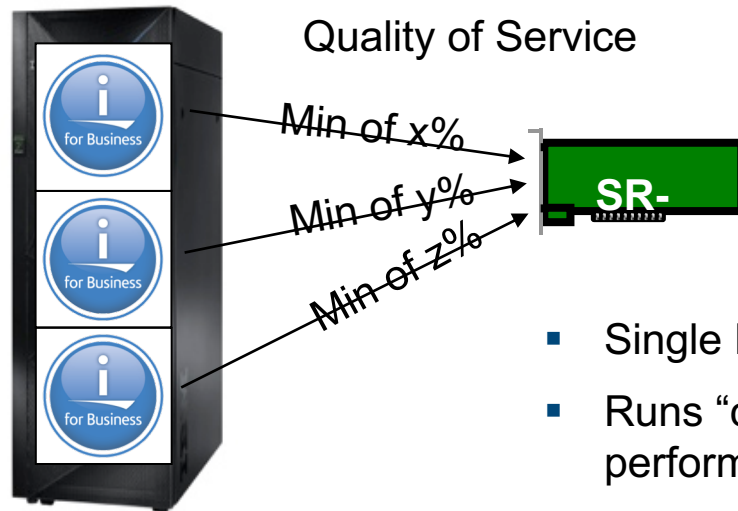 Quality of Service
i
for Business
Min of x%
i
for Business
Min of y%
SR-
Min of z%
i
for Business
Single
Runs
perform